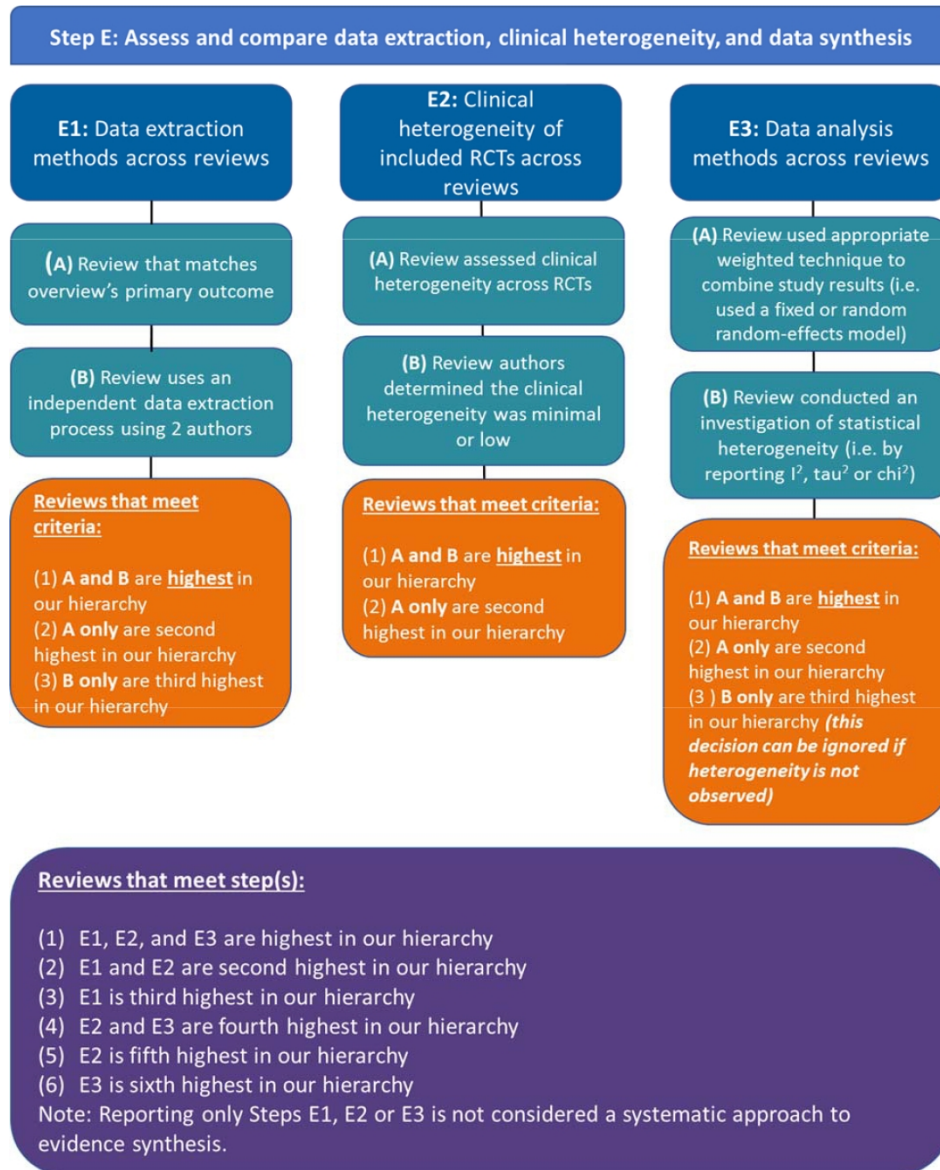 Step E: Assess and compare data extraction, clinical heterogeneity, and data synthesis
E1: Data extraction
methods across reviews
(A) Review that matches
overview's primary outcome
(B) Review uses an
independent data extraction
process using 2 authors
Reviews that meet
criteria:
(1) A and B are highest in
our hierarchy
(2) A only are second
highest in our hierarchy
(3) B only are third highest
in our hierarchy
E2: Clinical
heterogeneity of
included RCTs across
reviews
(A) Review assessed clinical
heterogeneity across RCTs
(B) Review authors
determined the clinical
heterogeneity was minimal
or low
Reviews that meet criteria:
(1) A and B are highest in
our hierarchy
(2) A only are second
highest in our hierarchy
E3: Data analysis
methods across reviews
(A) Review used appropriate
weighted technique to
combine study results (i.e.
used a fixed or random
random-effects model)
(B) Review conducted an
investigation of statistical
heterogeneity (i.e. by
reporting I², tau² or chi²)
Reviews that meet criteria:
(1) A and B are highest in
our hierarchy
(2) A only are second
highest in our hierarchy
(3 ) B only are third highest
in our hierarchy (this
decision can be ignored if
heterogeneity is not
observed)
Reviews that meet step(s):
(1) E1, E2, and E3 are highest in our hierarchy
(2) E1 and E2 are second highest in our hierarchy
(3) E1 is third highest in our hierarchy
(4) E2 and E3 are fourth highest in our hierarchy
(5) E2 is fifth highest in our hierarchy
(6) E3 is sixth highest in our hierarchy
Note: Reporting only Steps E1, E2 or E3 is not considered a systematic approach to
evidence synthesis.